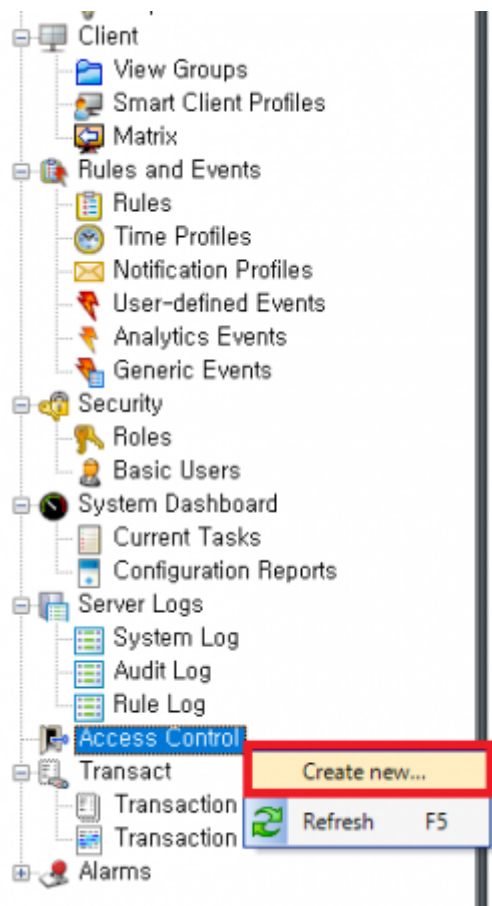 Client
View Groups
Smart Client Profiles
Matrix
Rules and Events
Rules
Time Profiles
Notification Profiles
User-defined Events
Analytics Events
Generic Events
Security
Roles
Basic Users
System Dashboard
Current Tasks
Configuration Reports
Server Logs
System Log
Audit Log
Rule Log
Access Control
Create new...
Transact
Transaction
Refresh F5
Transaction
Alarms